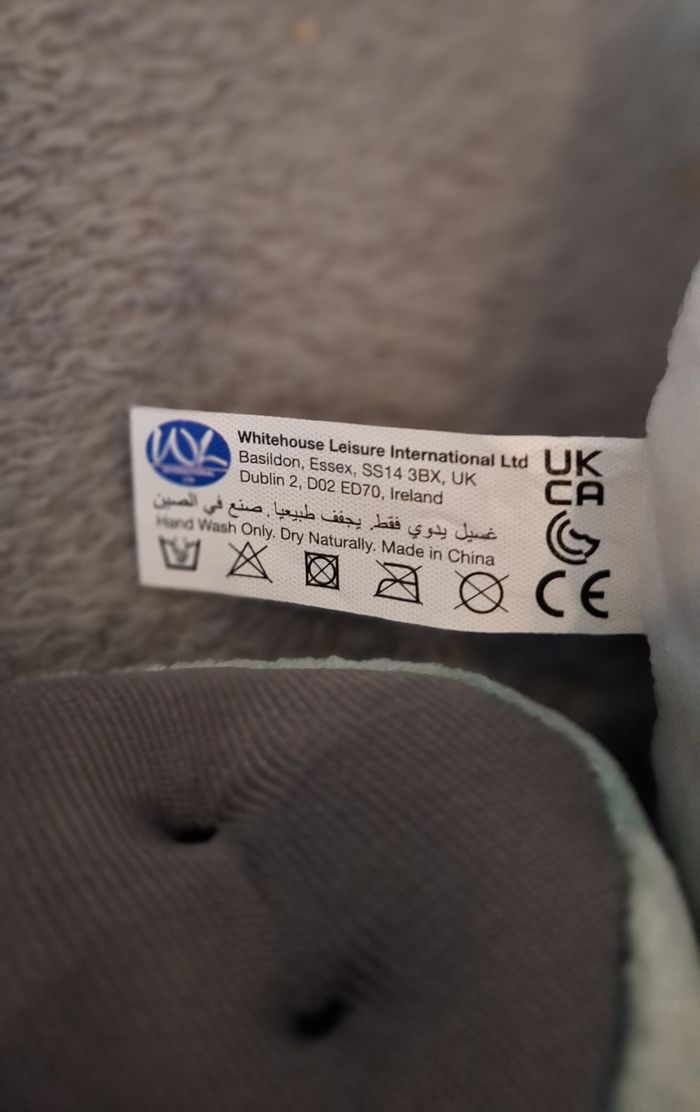 WL
Whitehouse Leisure International Ltd
Basildon, Essex, SS14 3BX, UK
Dublin 2, D02 ED70, Ireland
غسيل يدوي فقط. يجفف طبيعيا. صنع في الصين
Hand Wash Only. Dry Naturally. Made in China
UK
CA
CE